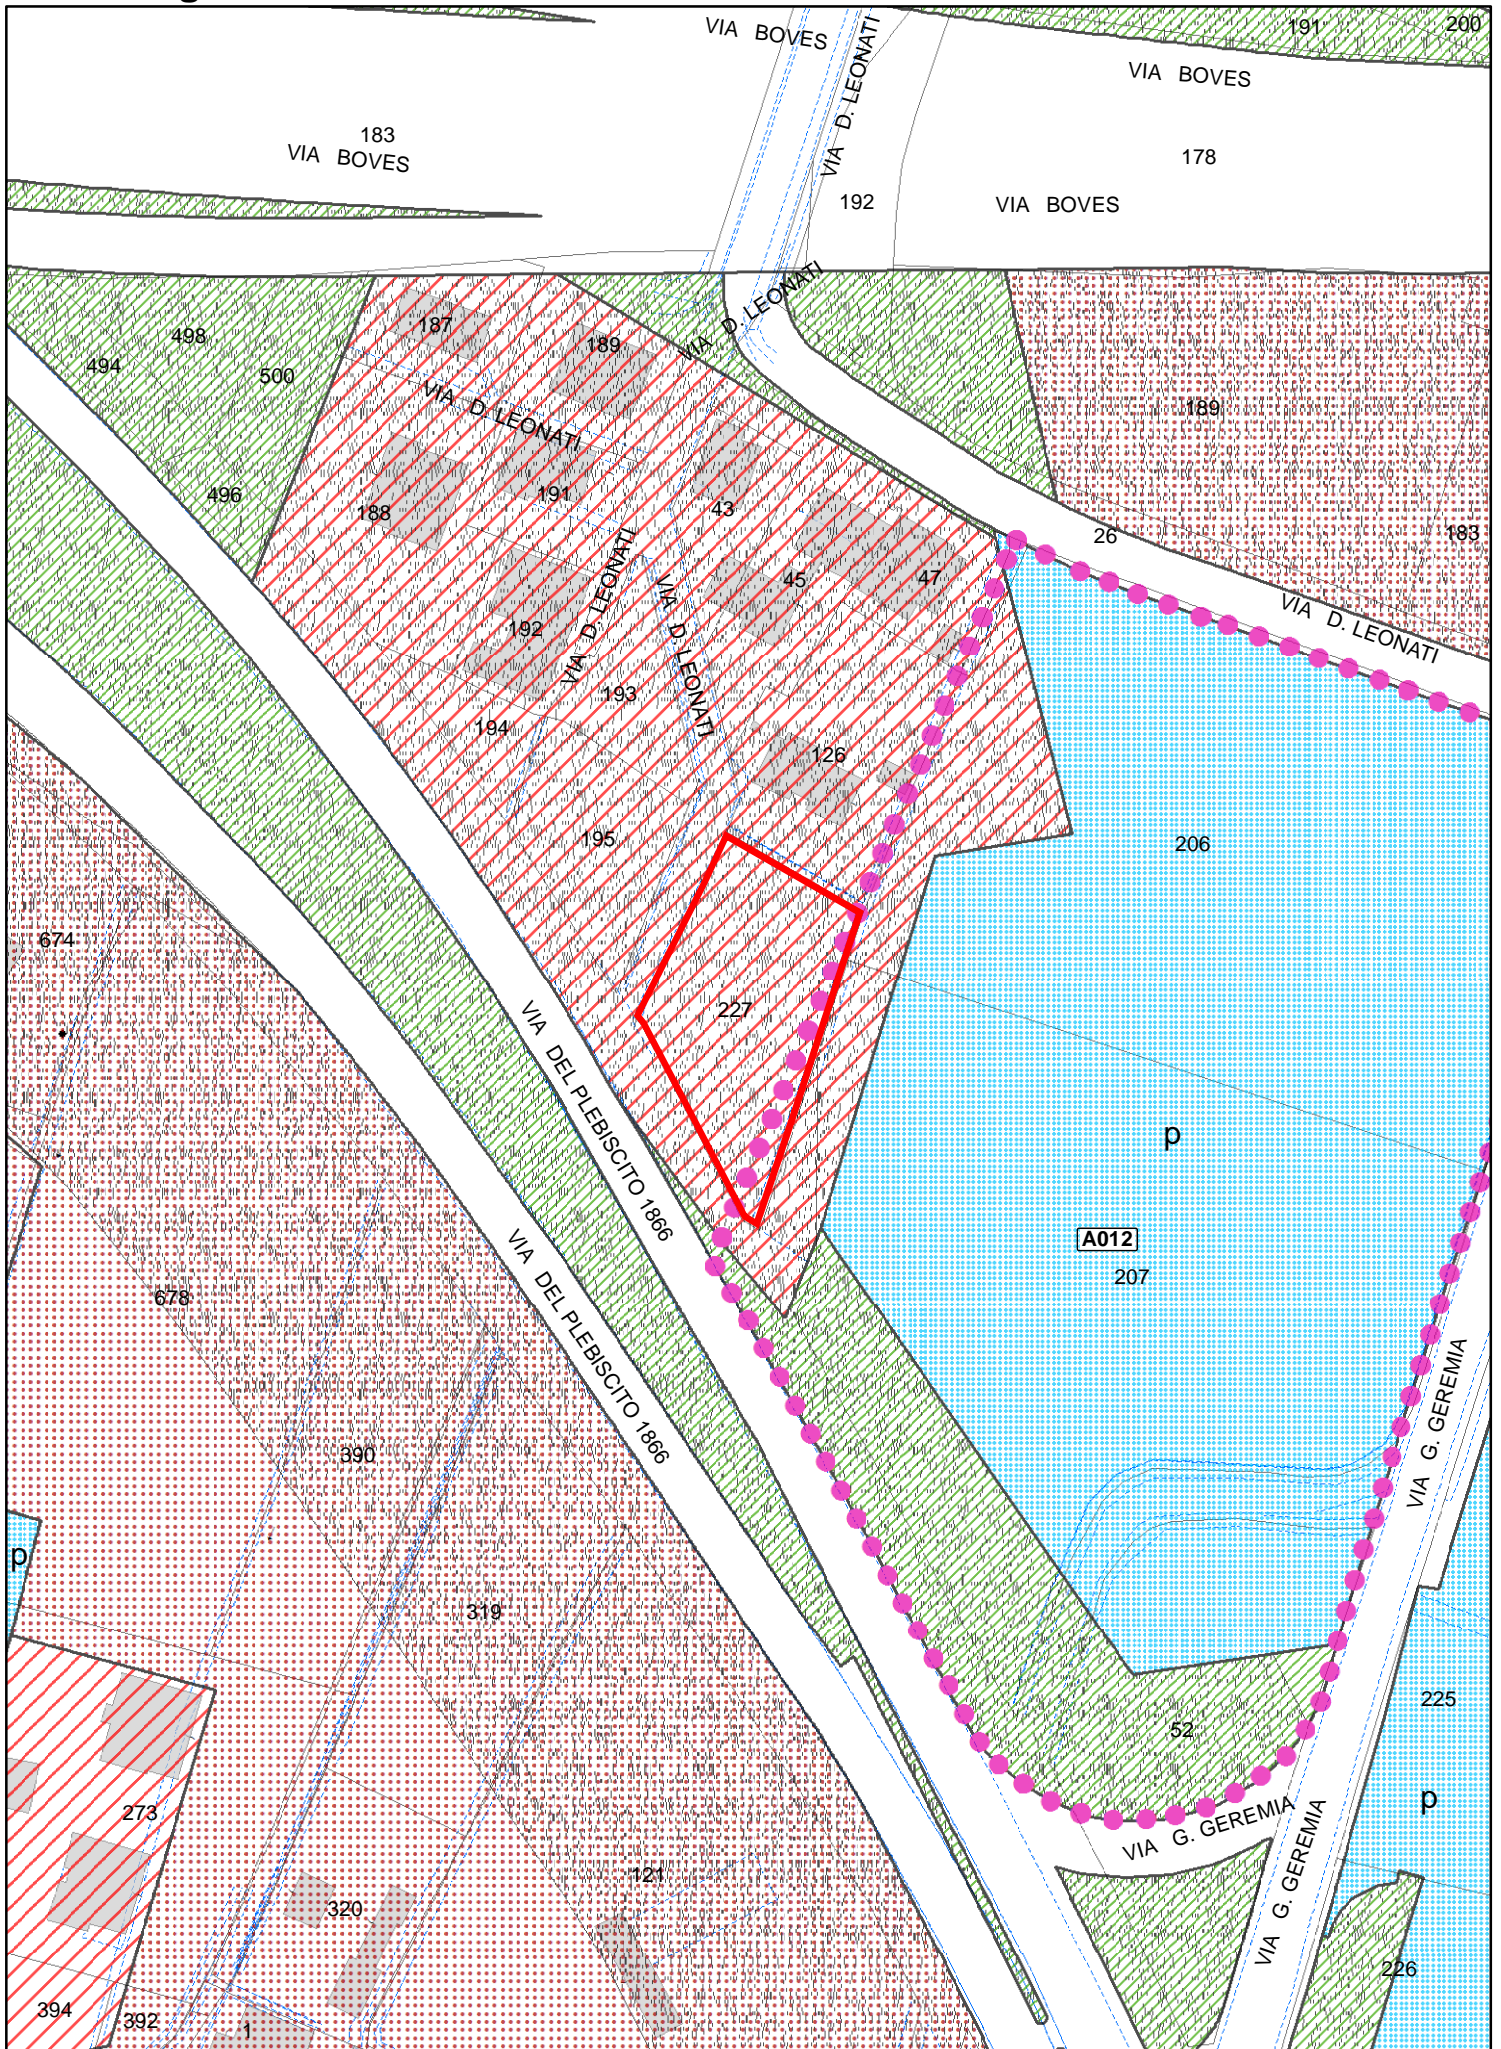 VIA BOVES
VIA D. LEONATI
191
200
VIA BOVES
183
VIA BOVES
178
192
VIA BOVES
VIA D. LEONATI
187
189
498
494
500
VIA D. LEONATI
189
496
191
188
43
26
183
VIA D. LEONATI
45
47
VIA D. LEONATI
192
VIA D. LEONATI
193
194
126
195
206
674
227
VIA DEL PLEBISCITO 1866
p
A012
207
678
VIA DEL PLEBISCITO 1866
VIA G. GEREMIA
390
p
319
225
52
p
273
VIA G. GEREMIA
VIA G. GEREMIA
121
320
226
394
392
1